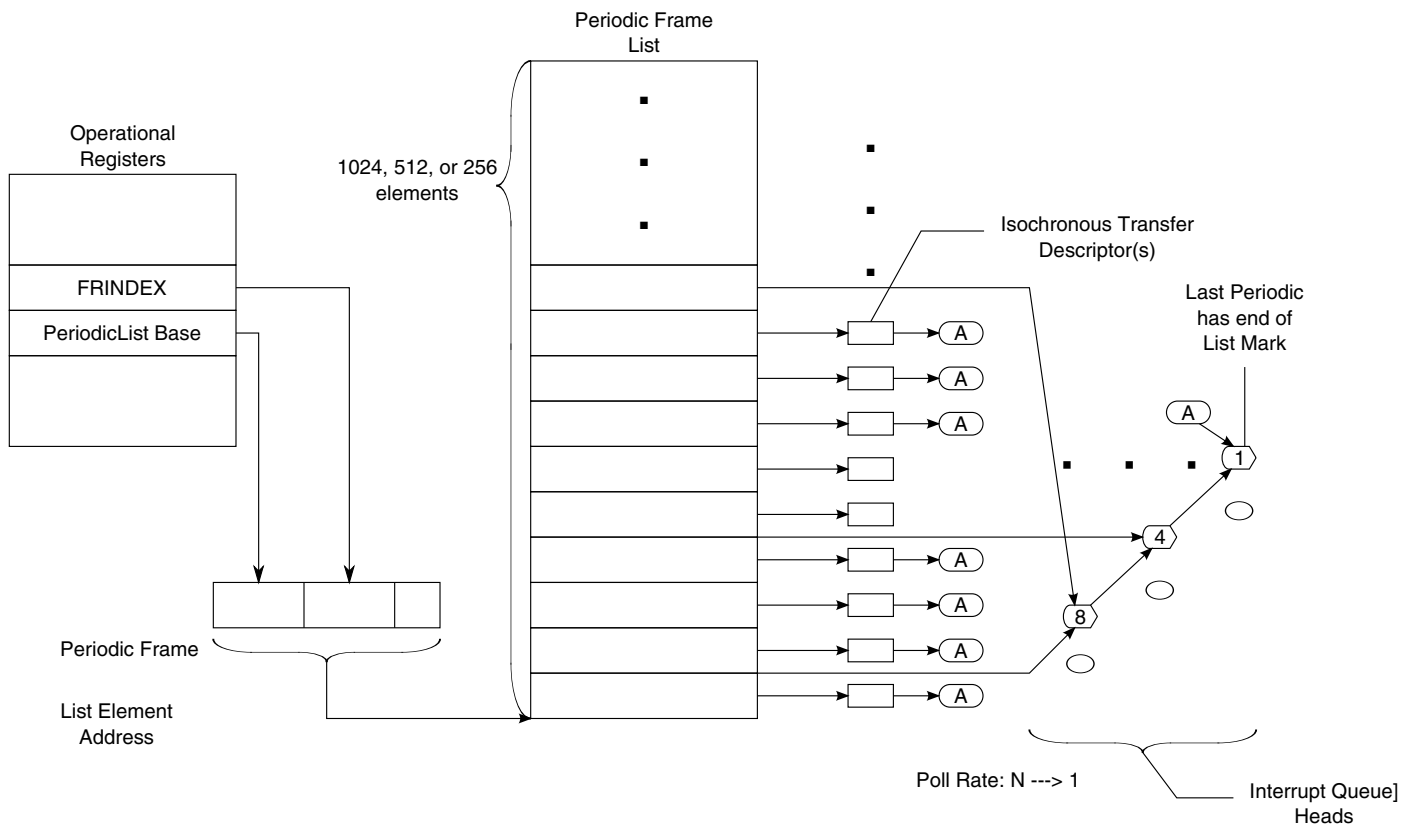 Periodic Frame
List
Operational
Registers
1024, 512, or 256
elements
Isochronous Transfer
Descriptor(s)
FRINDEX
PeriodicList Base
Last Periodic
has end of
List Mark
A
A
A
A
1
4
A
A
8
A
A
Periodic Frame
List Element
Address
Poll Rate: N ---> 1
Interrupt Queue]
Heads